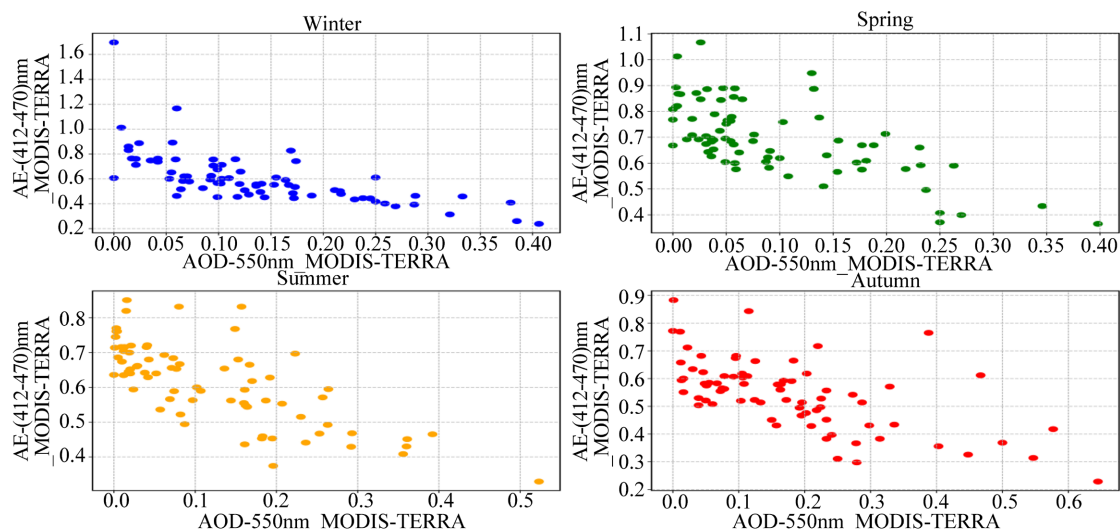 Winter
AE-(412-470)nm
_MODIS-TERRA
1.6
1.4
1.2
1.0
0.8
0.6
0.4
0.2
0.00 0.05 0.10 0.15 0.20 0.25 0.30 0.35 0.40
AOD-550nm_MODIS-TERRA
Spring
AE-(412-470)nm
_MODIS-TERRA
1.1
1.0
0.9
0.8
0.7
0.6
0.5
0.4
0.00 0.05 0.10 0.15 0.20 0.25 0.30 0.35 0.40
AOD-550nm_MODIS-TERRA
Summer
AE-(412-470)nm
_MODIS-TERRA
0.8
0.7
0.6
0.5
0.4
0.0 0.1 0.2 0.3 0.4 0.5
AOD-550nm_MODIS-TERRA
Autumn
AE-(412-470)nm
_MODIS-TERRA
0.9
0.8
0.7
0.6
0.5
0.4
0.3
0.2
0.0 0.1 0.2 0.3 0.4 0.5 0.6
AOD-550nm_MODIS-TERRA